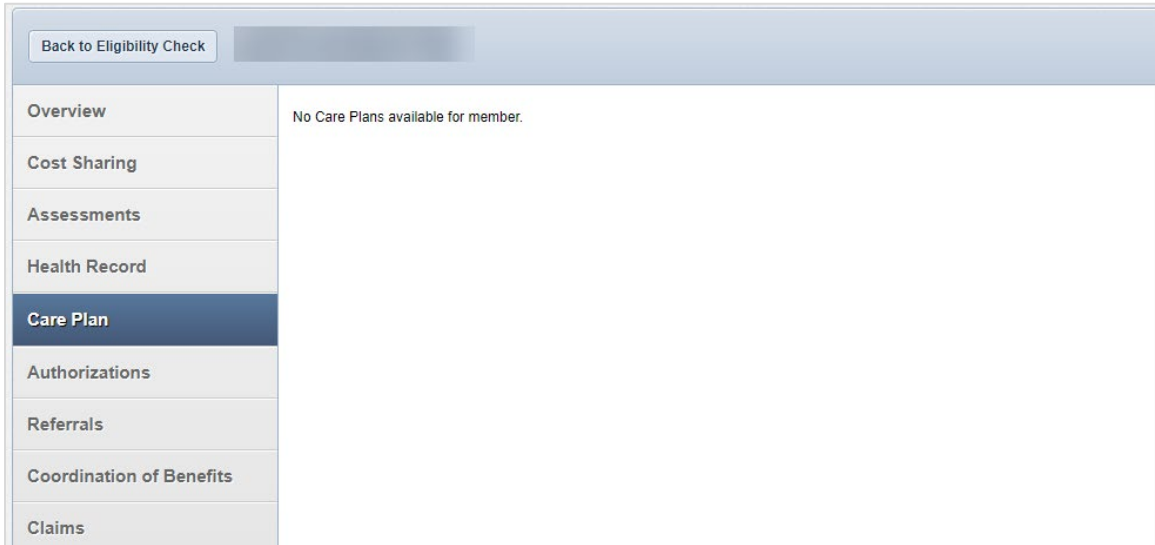 Back to Eligibility Check
Overview
Cost Sharing
Assessments
Health Record
Care Plan
Authorizations
Referrals
Coordination of Benefits
Claims
No Care Plans available for member.